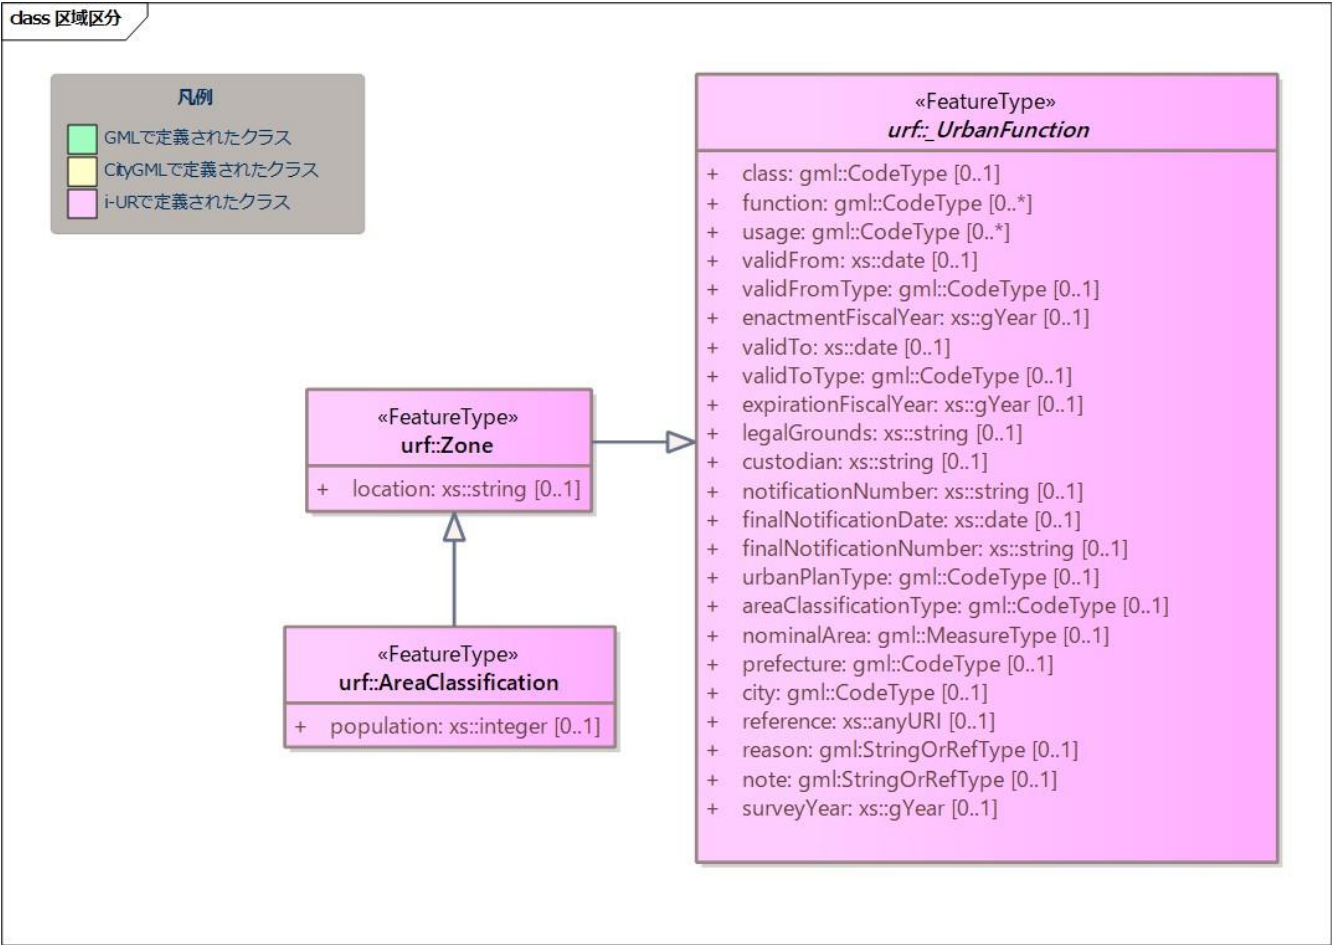 class 区域区分
凡例
GMLで定義されたクラス
CityGMLで定義されたクラス
i-URで定義されたクラス
«FeatureType»
urf::_UrbanFunction
+ class: gml::CodeType [0..1]
+ function: gml::CodeType [0..*]
+ usage: gml::CodeType [0..*]
+ validFrom: xs::date [0..1]
+ validFromType: gml::CodeType [0..1]
+ enactmentFiscalYear: xs::gYear [0..1]
+ validTo: xs::date [0..1]
+ validToType: gml::CodeType [0..1]
+ expirationFiscalYear: xs::gYear [0..1]
+ legalGrounds: xs::string [0..1]
+ custodian: xs::string [0..1]
+ notificationNumber: xs::string [0..1]
+ finalNotificationDate: xs::date [0..1]
+ finalNotificationNumber: xs::string [0..1]
+ urbanPlanType: gml::CodeType [0..1]
+ areaClassificationType: gml::CodeType [0..1]
+ nominalArea: gml::MeasureType [0..1]
+ prefecture: gml::CodeType [0..1]
+ city: gml::CodeType [0..1]
+ reference: xs::anyURI [0..1]
+ reason: gml:StringOrRefType [0..1]
+ note: gml:StringOrRefType [0..1]
+ surveyYear: xs::gYear [0..1]
«FeatureType»
urf::Zone
+ location: xs::string [0..1]
«FeatureType»
urf::AreaClassification
+ population: xs::integer [0..1]